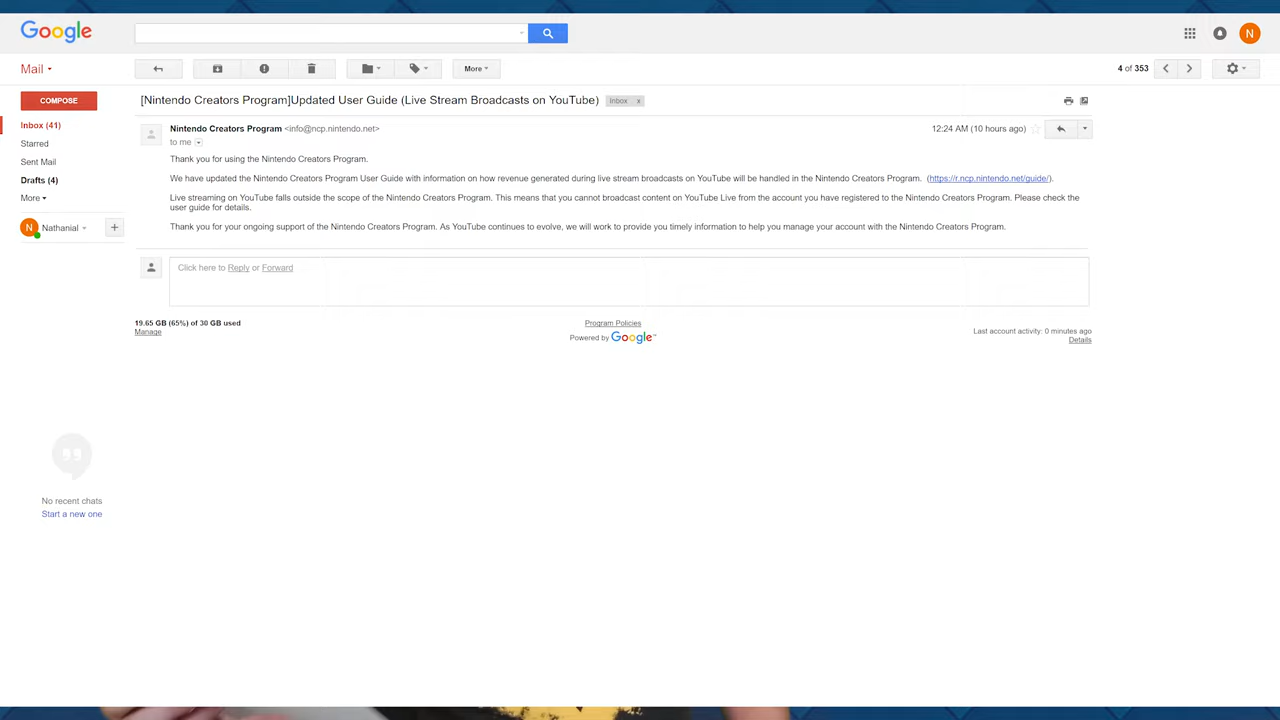 Google
N
Mail
More
4 of 353
COMPOSE
[Nintendo Creators Program]Updated User Guide (Live Stream Broadcasts on YouTube)
Inbox x
Inbox (41)
Starred
Sent Mail
Drafts (4)
More
N Nathanial
+
Nintendo Creators Program <info@ncp.nintendo.net>
12:24 AM (10 hours ago)
to me
Thank you for using the Nintendo Creators Program.
We have updated the Nintendo Creators Program User Guide with information on how revenue generated during live stream broadcasts on YouTube will be handled in the Nintendo Creators Program. (https://r.ncp.nintendo.net/guide/).
Live streaming on YouTube falls outside the scope of the Nintendo Creators Program. This means that you cannot broadcast content on YouTube Live from the account you have registered to the Nintendo Creators Program. Please check the
user guide for details.
Thank you for your ongoing support of the Nintendo Creators Program. As YouTube continues to evolve, we will work to provide you timely information to help you manage your account with the Nintendo Creators Program.
Click here to Reply or Forward
19.65 GB (65%) of 30 GB used
Manage
Program Policies
Powered by Google™
Last account activity: 0 minutes ago
Details
No recent chats
Start a new one